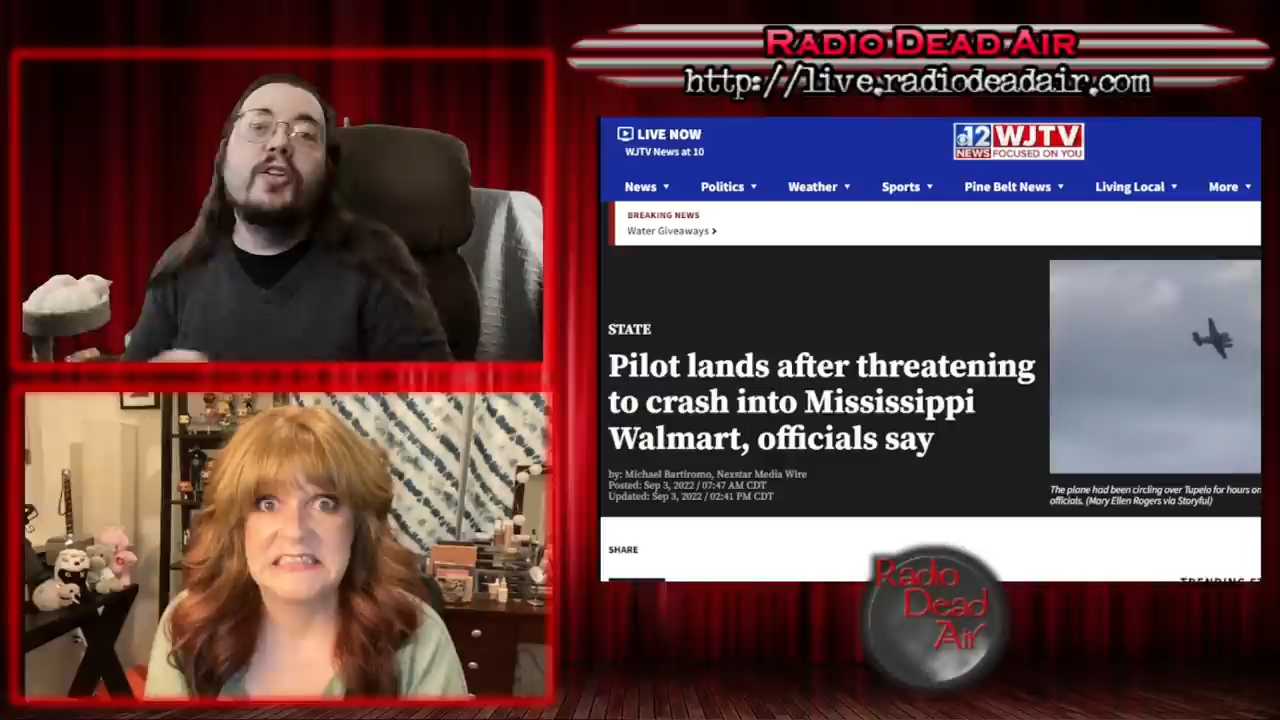 Radio Dead Air
http://live.radiodeadair.com
LIVE NOW
WJTV News at 10
12 WJTV
NEWS FOCUSED ON YOU
News Politics Weather Sports Pine Belt News Living Local More
BREAKING NEWS
Water Giveaways >
STATE
Pilot lands after threatening
to crash into Mississippi
Walmart, officials say
by: Michael Bartiromo, Nexstar Media Wire
Posted: Sep 3, 2022 / 07:47 AM CDT
Updated: Sep 3, 2022 / 02:41 PM CDT
The plane had been circling over Tupelo for hours on
officials. (Mary Ellen Rogers via Storyful)
SHARE
Radio
Dead
Air